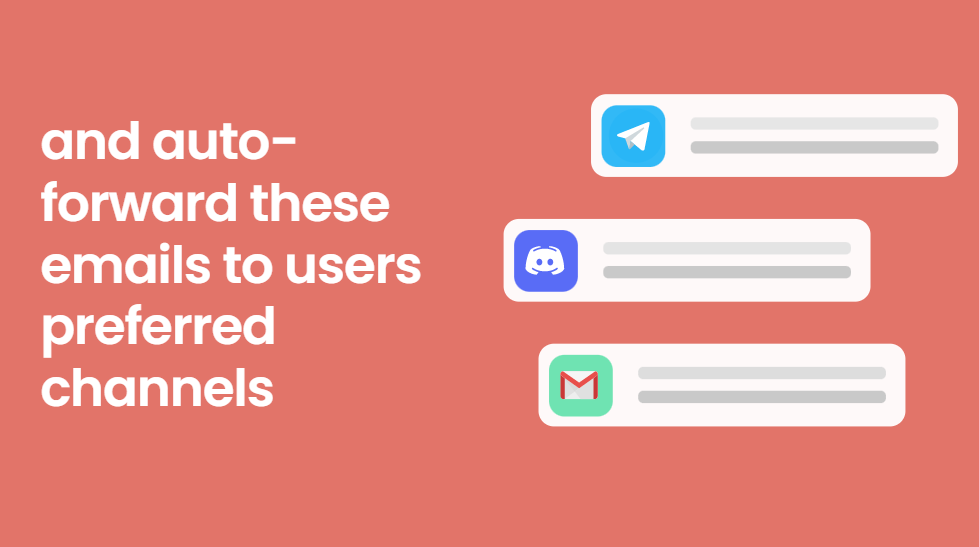 and auto-
forward these
emails to users
preferred
channels